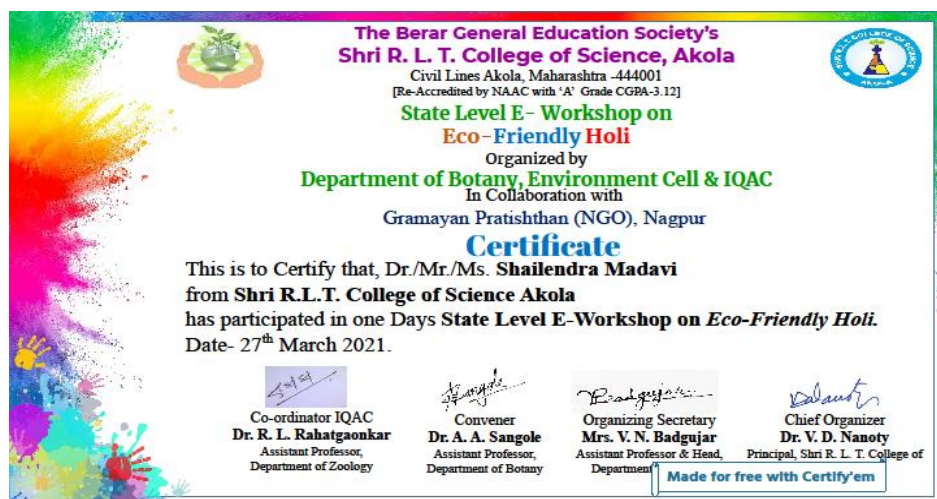 The Berar General Education Society's
Shri R. L. T. College of Science, Akola
Civil Lines Akola, Maharashtra -444001
[Re-Accredited by NAAC with 'A' Grade CGPA-3.12]
SHRI R.L.T. COLLEGE OF SCIENCE
AKOLA
State Level E- Workshop on
Eco-Friendly Holi
Organized by
Department of Botany, Environment Cell & IQAC
In Collaboration with
Gramayan Pratishthan (NGO), Nagpur
Certificate
This is to Certify that, Dr./Mr./Ms. Shailendra Madavi
from Shri R.L.T. College of Science Akola
has participated in one Days State Level E-Workshop on Eco-Friendly Holi.
Date- 27th March 2021.
Co-ordinator IQAC
Dr. R. L. Rahatgaonkar
Assistant Professor,
Department of Zoology
Convener
Dr. A. A. Sangole
Assistant Professor,
Department of Botany
Organizing Secretary
Mrs. V. N. Badgujar
Assistant Professor & Head,
Department
Chief Organizer
Dr. V. D. Nanoty
Principal, Shri R. L. T. College of
Made for free with Certify'em